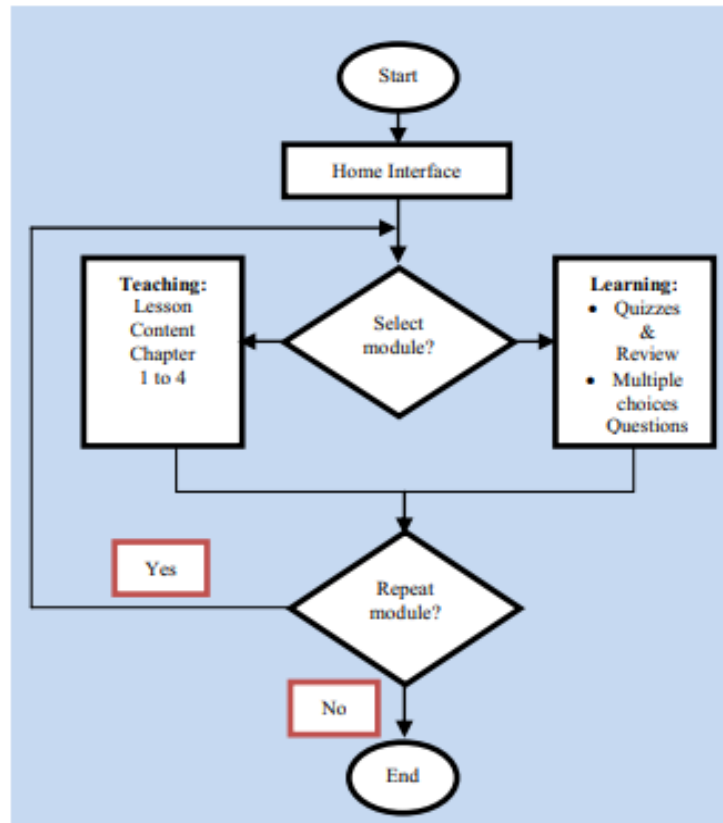 Start
Home Interface
Teaching:
Lesson
Content
Chapter
1 to 4
Select
module?
Learning:
• Quizzes
&
Review
• Multiple
choices
Questions
Yes
Repeat
module?
No
End